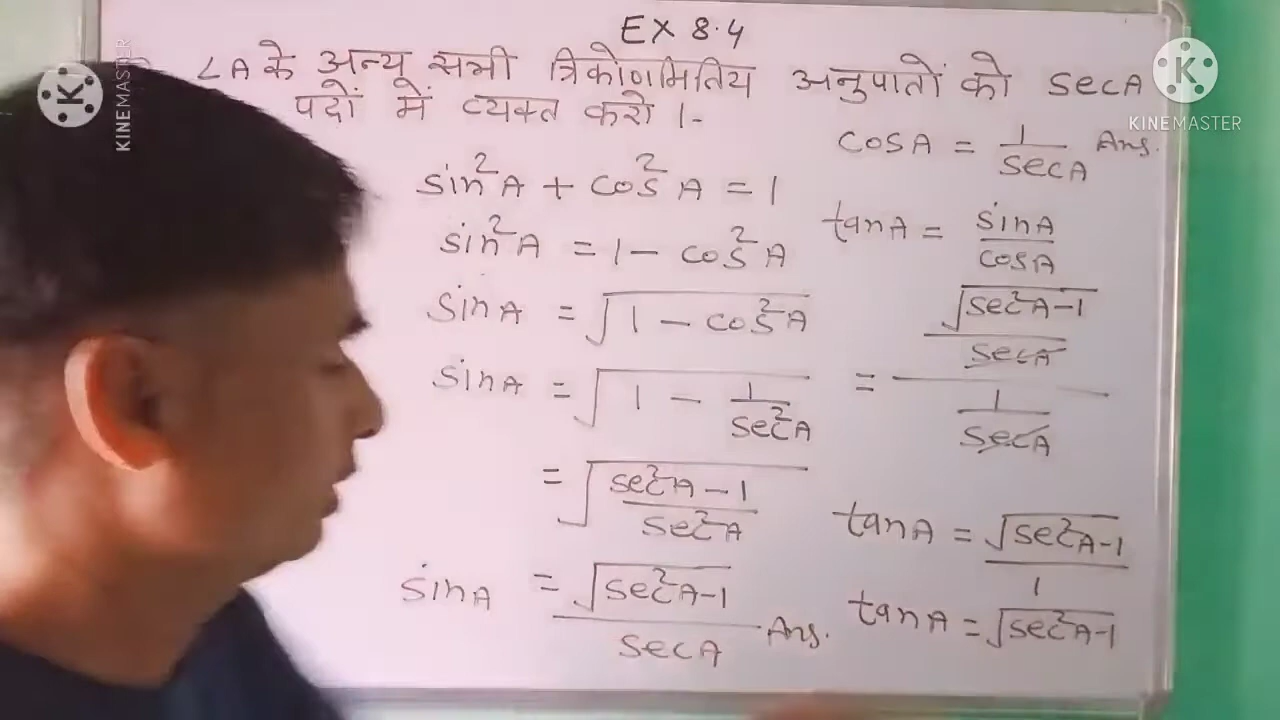 EX 8.4
∠A के अन्य सभी त्रिकोणमितिय अनुपातों को secA
पदों में व्यक्त करो ।-
sin²A + cos²A = 1
sin²A = 1 - cos²A
sinA = √(1 - cos²A)
sinA = √(1 - 1/sec²A)
= √((sec²A - 1)/sec²A)
sinA = √(sec²A-1)/secA Ans.
cosA = 1/secA Ans.
tanA = sinA/cosA
= (√(sec²A-1)/secA)/(1/secA)
tanA = √(sec²A-1)/1
tanA = √(sec²A-1)
KINEMASTER
KINEMASTER